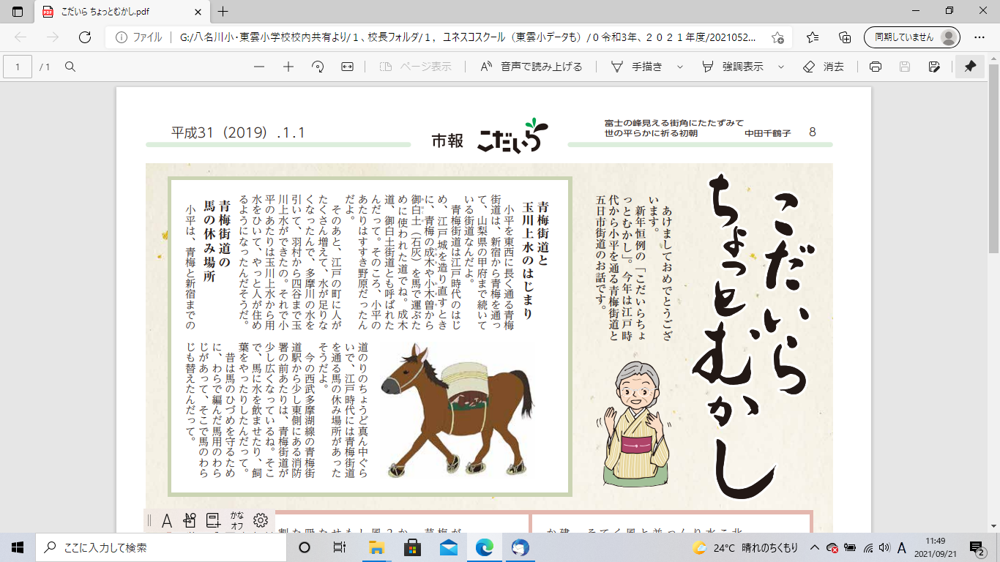 こだいら ちょっとむかし.pdf
ファイル
G:/八名川小・東雲小学校校内共有より/１、校長フォルダ/１，ユネスコスクール（東雲小データも）/０令和3年、２０２１年度/2021052...
同期していません
1
/ 1
ページ表示
音声で読み上げる
手描き
強調表示
消去
平成31（2019）.1.1
市報 こだいら
富士の峰見える街角にたたずみて
世の平らかに祈る初朝 中田千鶴子
8
こだいら
ちょっとむかし
あけましておめでとうござ
います。
新年恒例の「こだいらちょ
っとむかし」。今年は江戸時
代から小平を通る青梅街道と
五日市街道のお話です。
青梅街道と
玉川上水のはじまり
小平を東西に長く通る青梅
街道は、新宿から青梅を通っ
て、山梨県の甲府まで続いて
いる街道なんだよ。
青梅街道は江戸時代のはじ
め、江戸城を造り直すとき
に、青梅の成木や小木曽から
御白土（石灰）を馬で運ぶた
めに使われた道でね。成木
道、御白土街道とも呼ばれた
んだって。そのころ、小平の
あたりはすすき野原だったん
だよ。
そのあと、江戸の町に人が
たくさん増えて、水が足りな
くなったんで、多摩川の水を
引いて、羽村から四谷まで玉
川上水ができたの。それで小
平のあたりは玉川上水から用
水をひいて、やっと人が住め
るようになったんだそうだ。
青梅街道の
馬の休み場所
小平は、青梅と新宿までの
道のりのちょうど真ん中ぐら
いで、江戸時代には青梅街道
を通る馬の休み場所があった
そうだよ。
今の西武多摩湖線の青梅街
道駅から少し東側にある消防
署の前あたりは、青梅街道が
少し広くなっているね。そこ
で、馬に水を飲ませたり、飼
葉をやったりしたんだって。
昔は馬のひづめを守るため
に、わらで編んだ馬用のわら
じがあって、そこで馬のわら
じも替えたんだって。
A
かな
オフ
ここに入力して検索
24°C 晴れのちくもり
A
11:49
2021/09/21
2